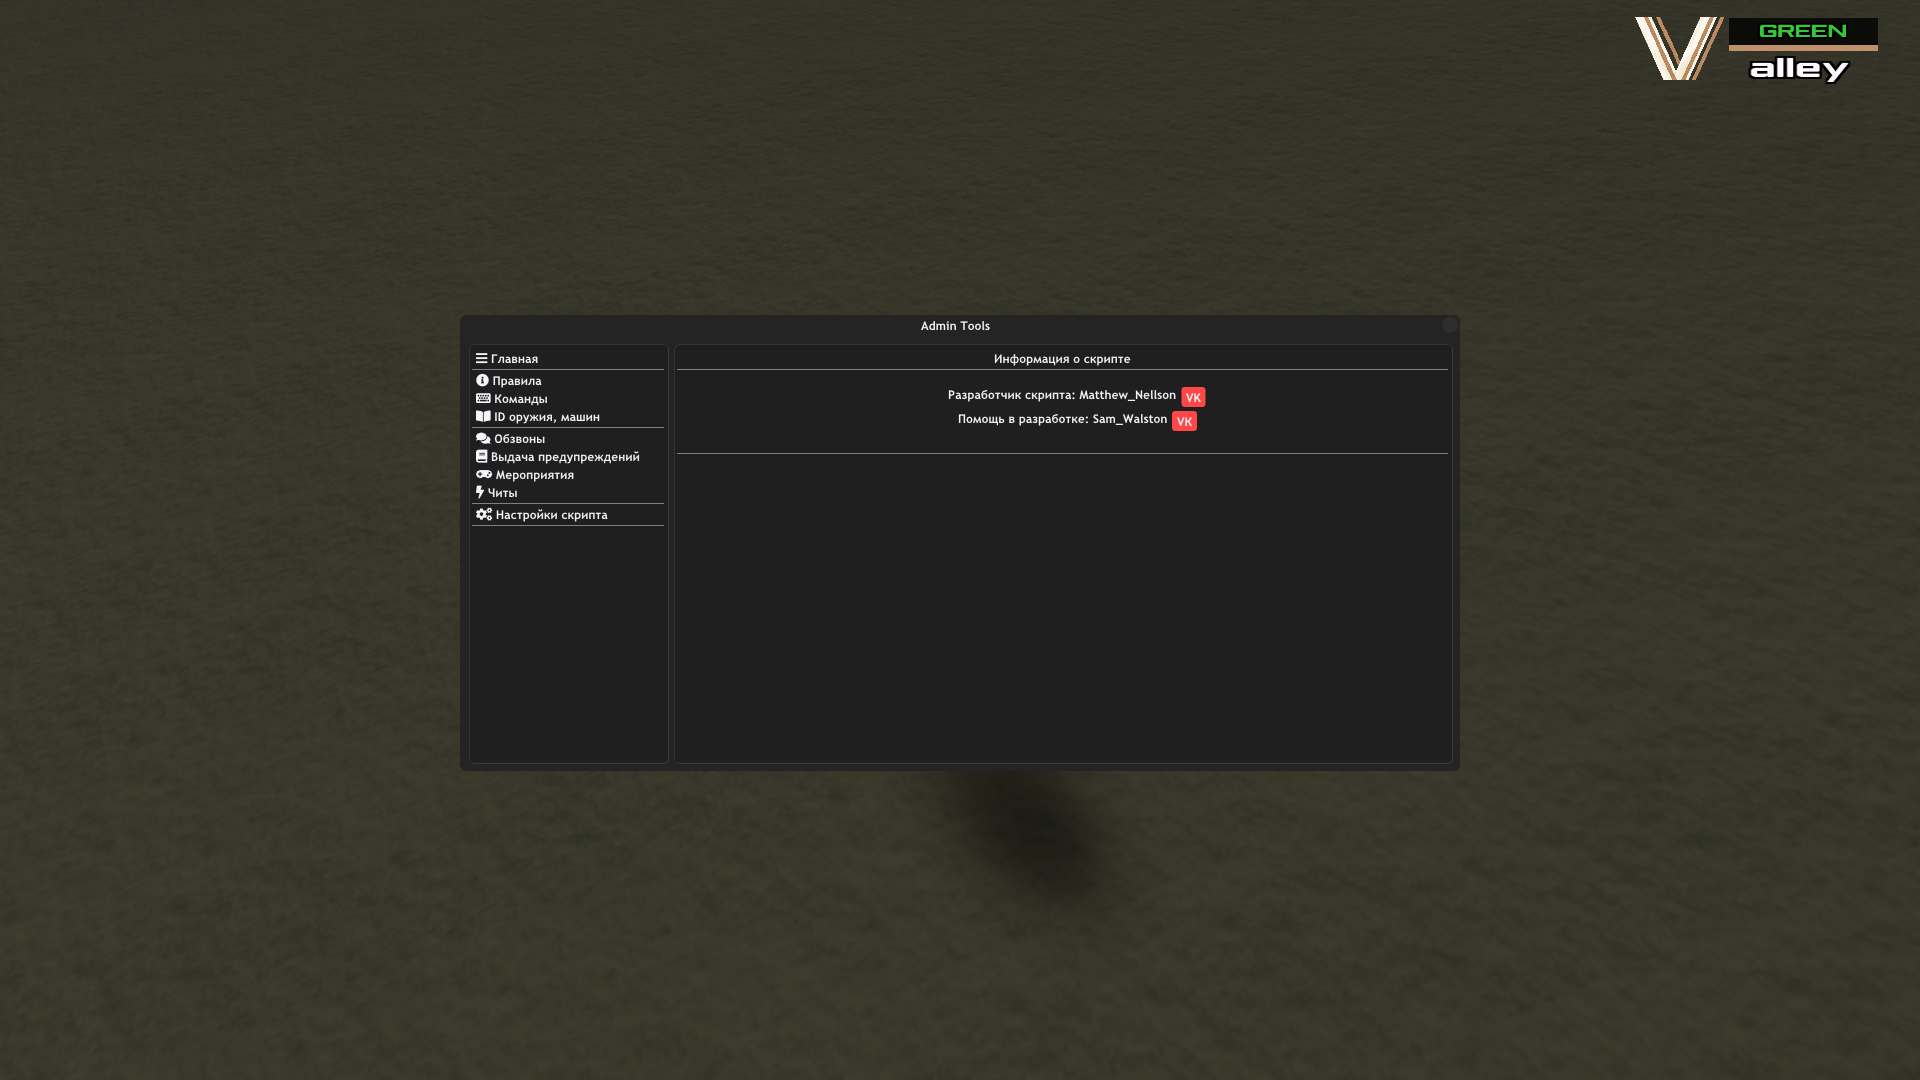 GREEN
alley
Admin Tools
Главная
Правила
Команды
ID оружия, машин
Обзвоны
Выдача предупреждений
Мероприятия
Читы
Настройки скрипта
Информация о скрипте
Разработчик скрипта: Matthew_Nellson VK
Помощь в разработке: Sam_Walston VK